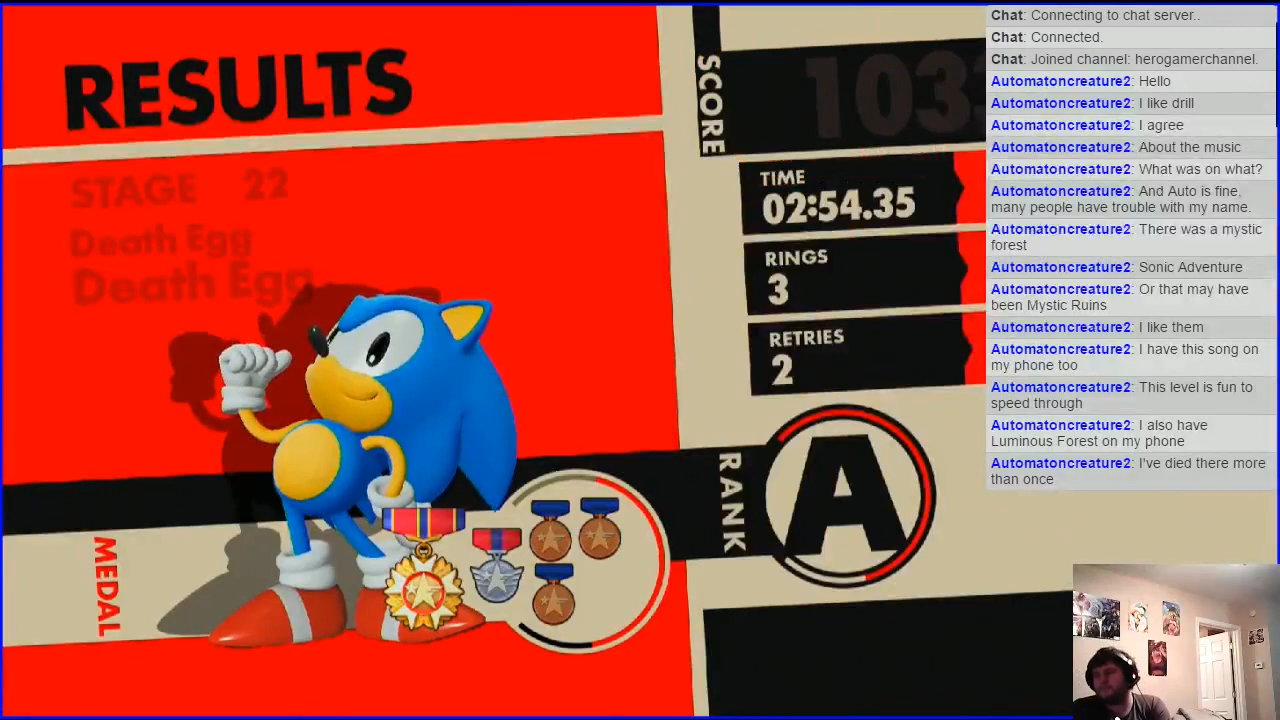 RESULTS
STAGE 22
Death Egg
Death Egg
MEDAL
SCORE
103
TIME
02:54.35
RINGS
3
RETRIES
2
RANK
A
Chat: Connecting to chat server..
Chat: Connected.
Chat: Joined channel: herogamerchannel.
Automatoncreature2: Hello
Automatoncreature2: I like drill
Automatoncreature2: I agree
Automatoncreature2: About the music
Automatoncreature2: What was on what?
Automatoncreature2: And Auto is fine,
many people have trouble with my name.
Automatoncreature2: There was a mystic
forest
Automatoncreature2: Sonic Adventure
Automatoncreature2: Or that may have
been Mystic Ruins
Automatoncreature2: I like them
Automatoncreature2: I have this song on
my phone too
Automatoncreature2: This level is fun to
speed through
Automatoncreature2: I also have
Luminous Forest on my phone
Automatoncreature2: I've died there more
than once